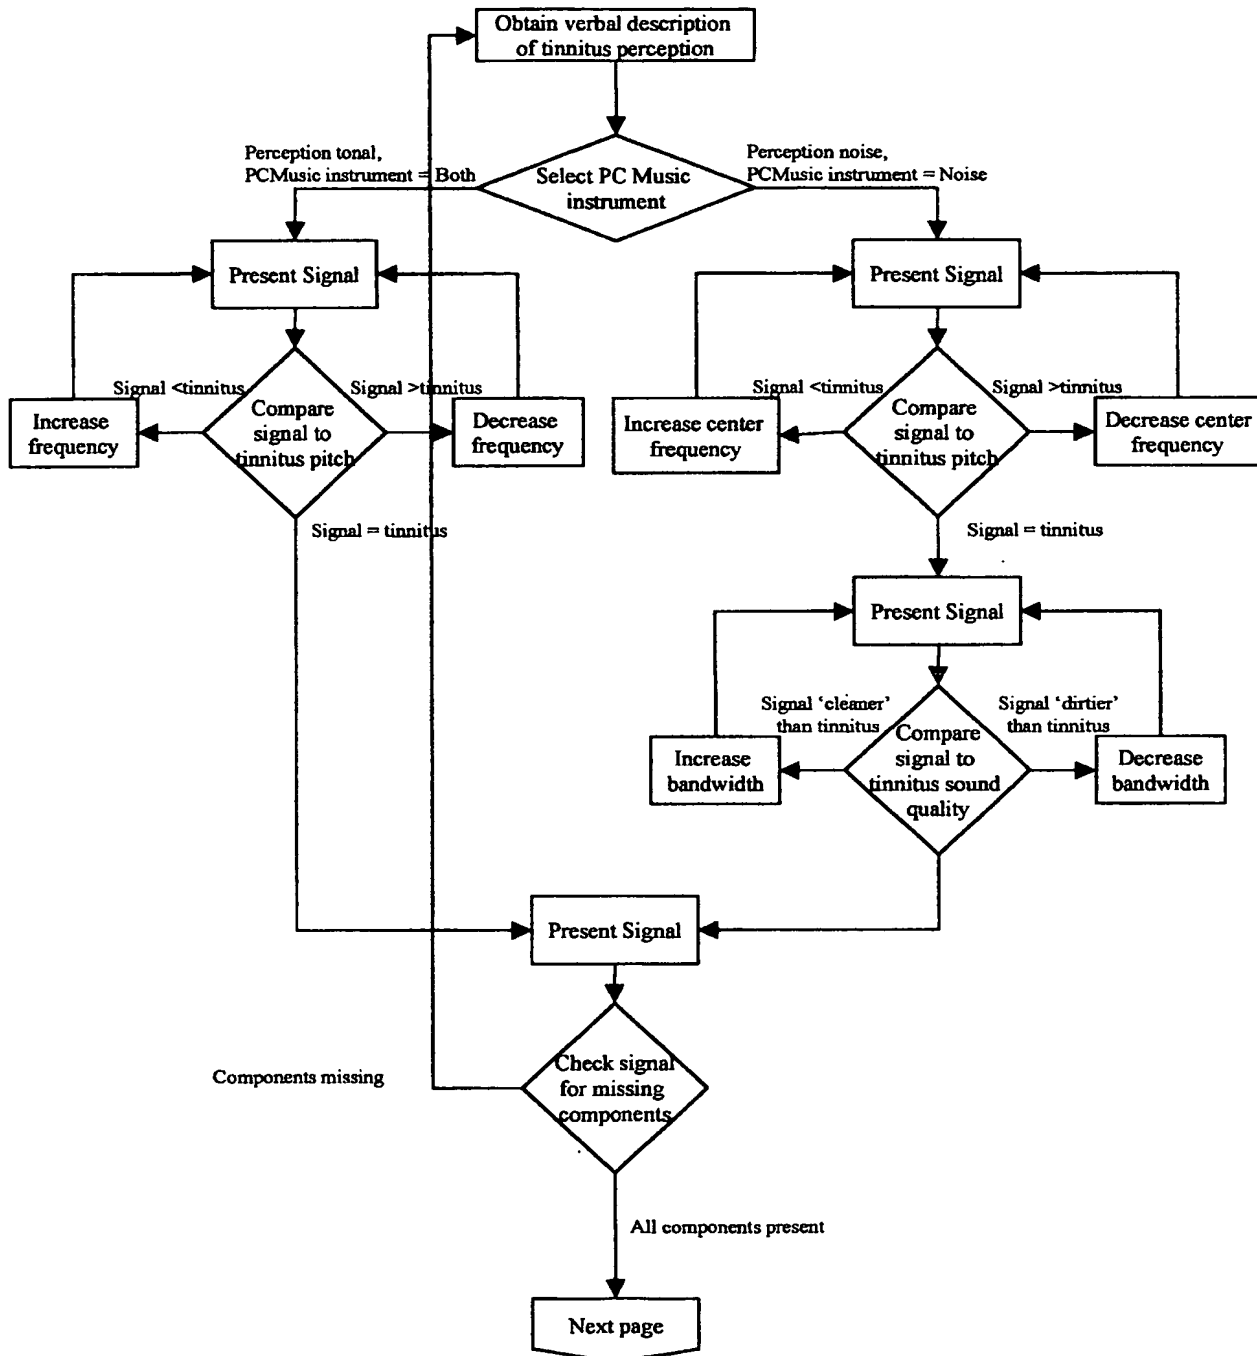 Obtain verbal description
of tinnitus perception
Perception tonal,
PCMusic instrument = Both
Perception noise,
PCMusic instrument = Noise
Select PC Music
instrument
Present Signal
Present Signal
Signal <tinnitus
Signal >tinnitus
Signal <tinnitus
Signal >tinnitus
Increase
frequency
Compare
signal to
tinnitus pitch
Decrease
frequency
Increase center
frequency
Compare
signal to
tinnitus pitch
Decrease center
frequency
Signal = tinnitus
Signal = tinnitus
Present Signal
Signal ‘cleaner’
than tinnitus
Signal ‘dirtier’
than tinnitus
Increase
bandwidth
Compare
signal to
tinnitus sound
quality
Decrease
bandwidth
Present Signal
Components missing
Check signal
for missing
components
All components present
Next page